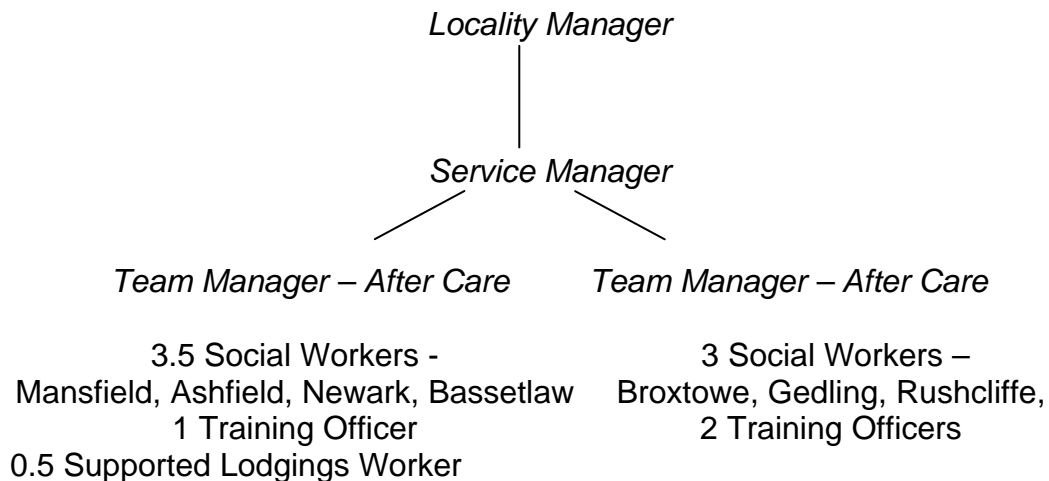 Locality Manager
Service Manager
Team Manager – After Care
Team Manager – After Care
3.5 Social Workers -
Mansfield, Ashfield, Newark, Bassetlaw
1 Training Officer
0.5 Supported Lodgings Worker
3 Social Workers –
Broxtowe, Gedling, Rushcliffe,
2 Training Officers